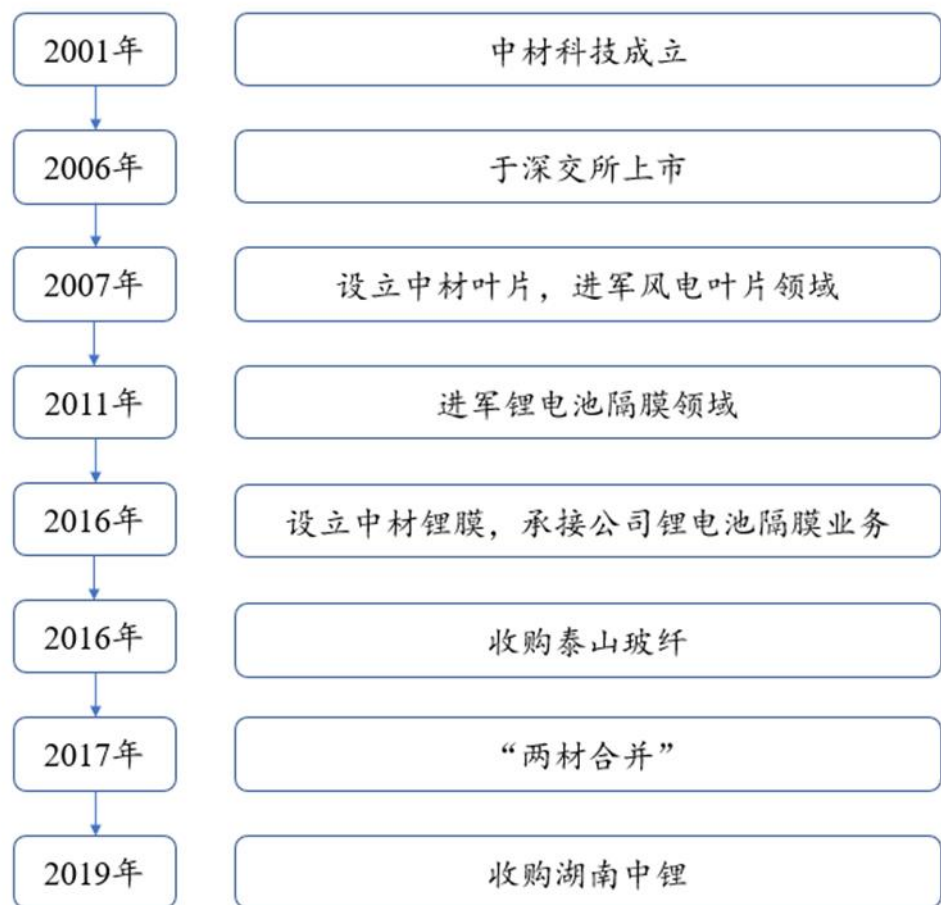 2001年
中材科技成立
2006年
于深交所上市
2007年
设立中材叶片，进军风电叶片领域
2011年
进军锂电池隔膜领域
2016年
设立中材锂膜，承接公司锂电池隔膜业务
2016年
收购泰山玻纤
2017年
“两材合并”
2019年
收购湖南中锂